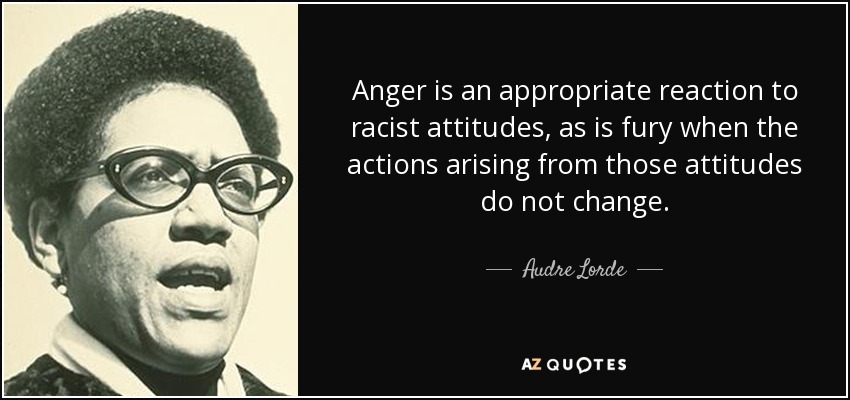 Anger is an appropriate reaction to
racist attitudes, as is fury when the
actions arising from those attitudes
do not change.
Audre Lorde
AZ QUOTES